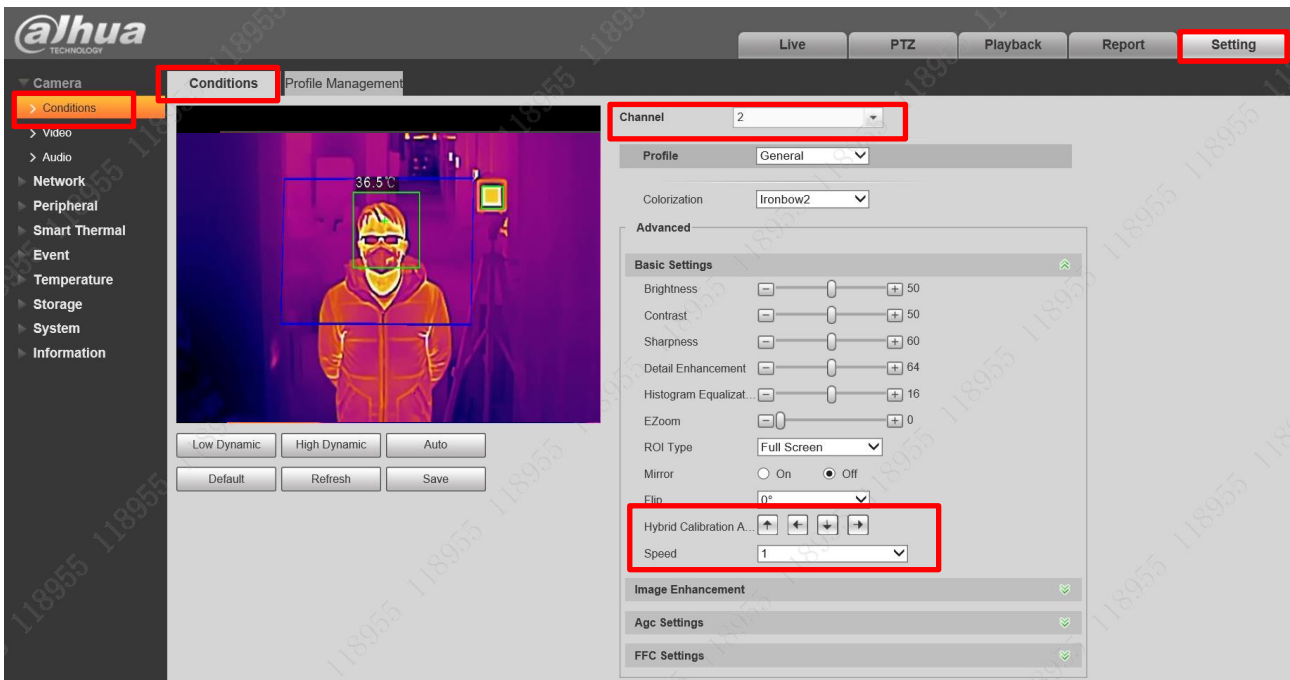 alhua
TECHNOLOGY
Live PTZ Playback Report Setting
Camera
Conditions
Video
Audio
Network
Peripheral
Smart Thermal
Event
Temperature
Storage
System
Information
Conditions Profile Management
36.5℃
Low Dynamic High Dynamic Auto
Default Refresh Save
Channel 2
Profile General
Colorization Ironbow2
Advanced
Basic Settings
Brightness 50
Contrast 50
Sharpness 60
Detail Enhancement 64
Histogram Equalizat... 16
EZoom 0
ROI Type Full Screen
Mirror On Off
Flip 0°
Hybrid Calibration A...
Speed 1
Image Enhancement
Agc Settings
FFC Settings
118955 118955